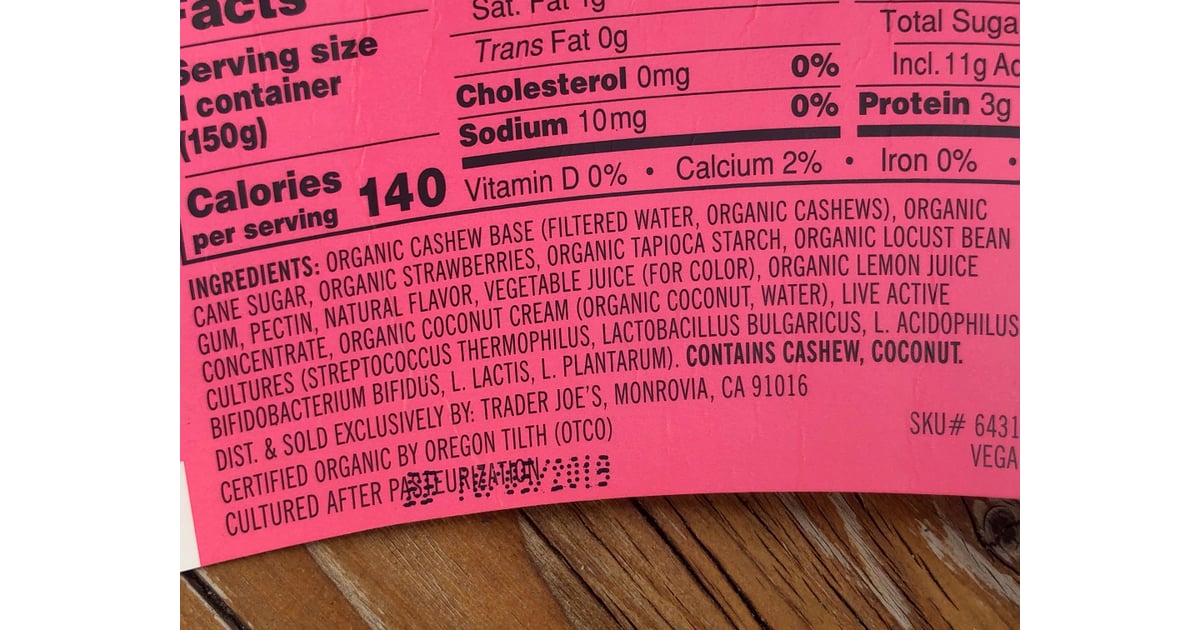 Facts
Serving size
1 container
(150g)
Calories 140
per serving
Sat. Fat 1g
Trans Fat 0g
Cholesterol 0mg 0%
Sodium 10mg 0%
Total Suga
Incl. 11g Ad
Protein 3g
Vitamin D 0% • Calcium 2% • Iron 0% •
INGREDIENTS: ORGANIC CASHEW BASE (FILTERED WATER, ORGANIC CASHEWS), ORGANIC
CANE SUGAR, ORGANIC STRAWBERRIES, ORGANIC TAPIOCA STARCH, ORGANIC LOCUST BEAN
GUM, PECTIN, NATURAL FLAVOR, VEGETABLE JUICE (FOR COLOR), ORGANIC LEMON JUICE
CONCENTRATE, ORGANIC COCONUT CREAM (ORGANIC COCONUT, WATER), LIVE ACTIVE
CULTURES (STREPTOCOCCUS THERMOPHILUS, LACTOBACILLUS BULGARICUS, L. ACIDOPHILUS
BIFIDOBACTERIUM BIFIDUS, L. LACTIS, L. PLANTARUM). CONTAINS CASHEW, COCONUT.
DIST. & SOLD EXCLUSIVELY BY: TRADER JOE'S, MONROVIA, CA 91016
CERTIFIED ORGANIC BY OREGON TILTH (OTCO)
CULTURED AFTER PASTEURIZATION
SKU# 6431
VEGA